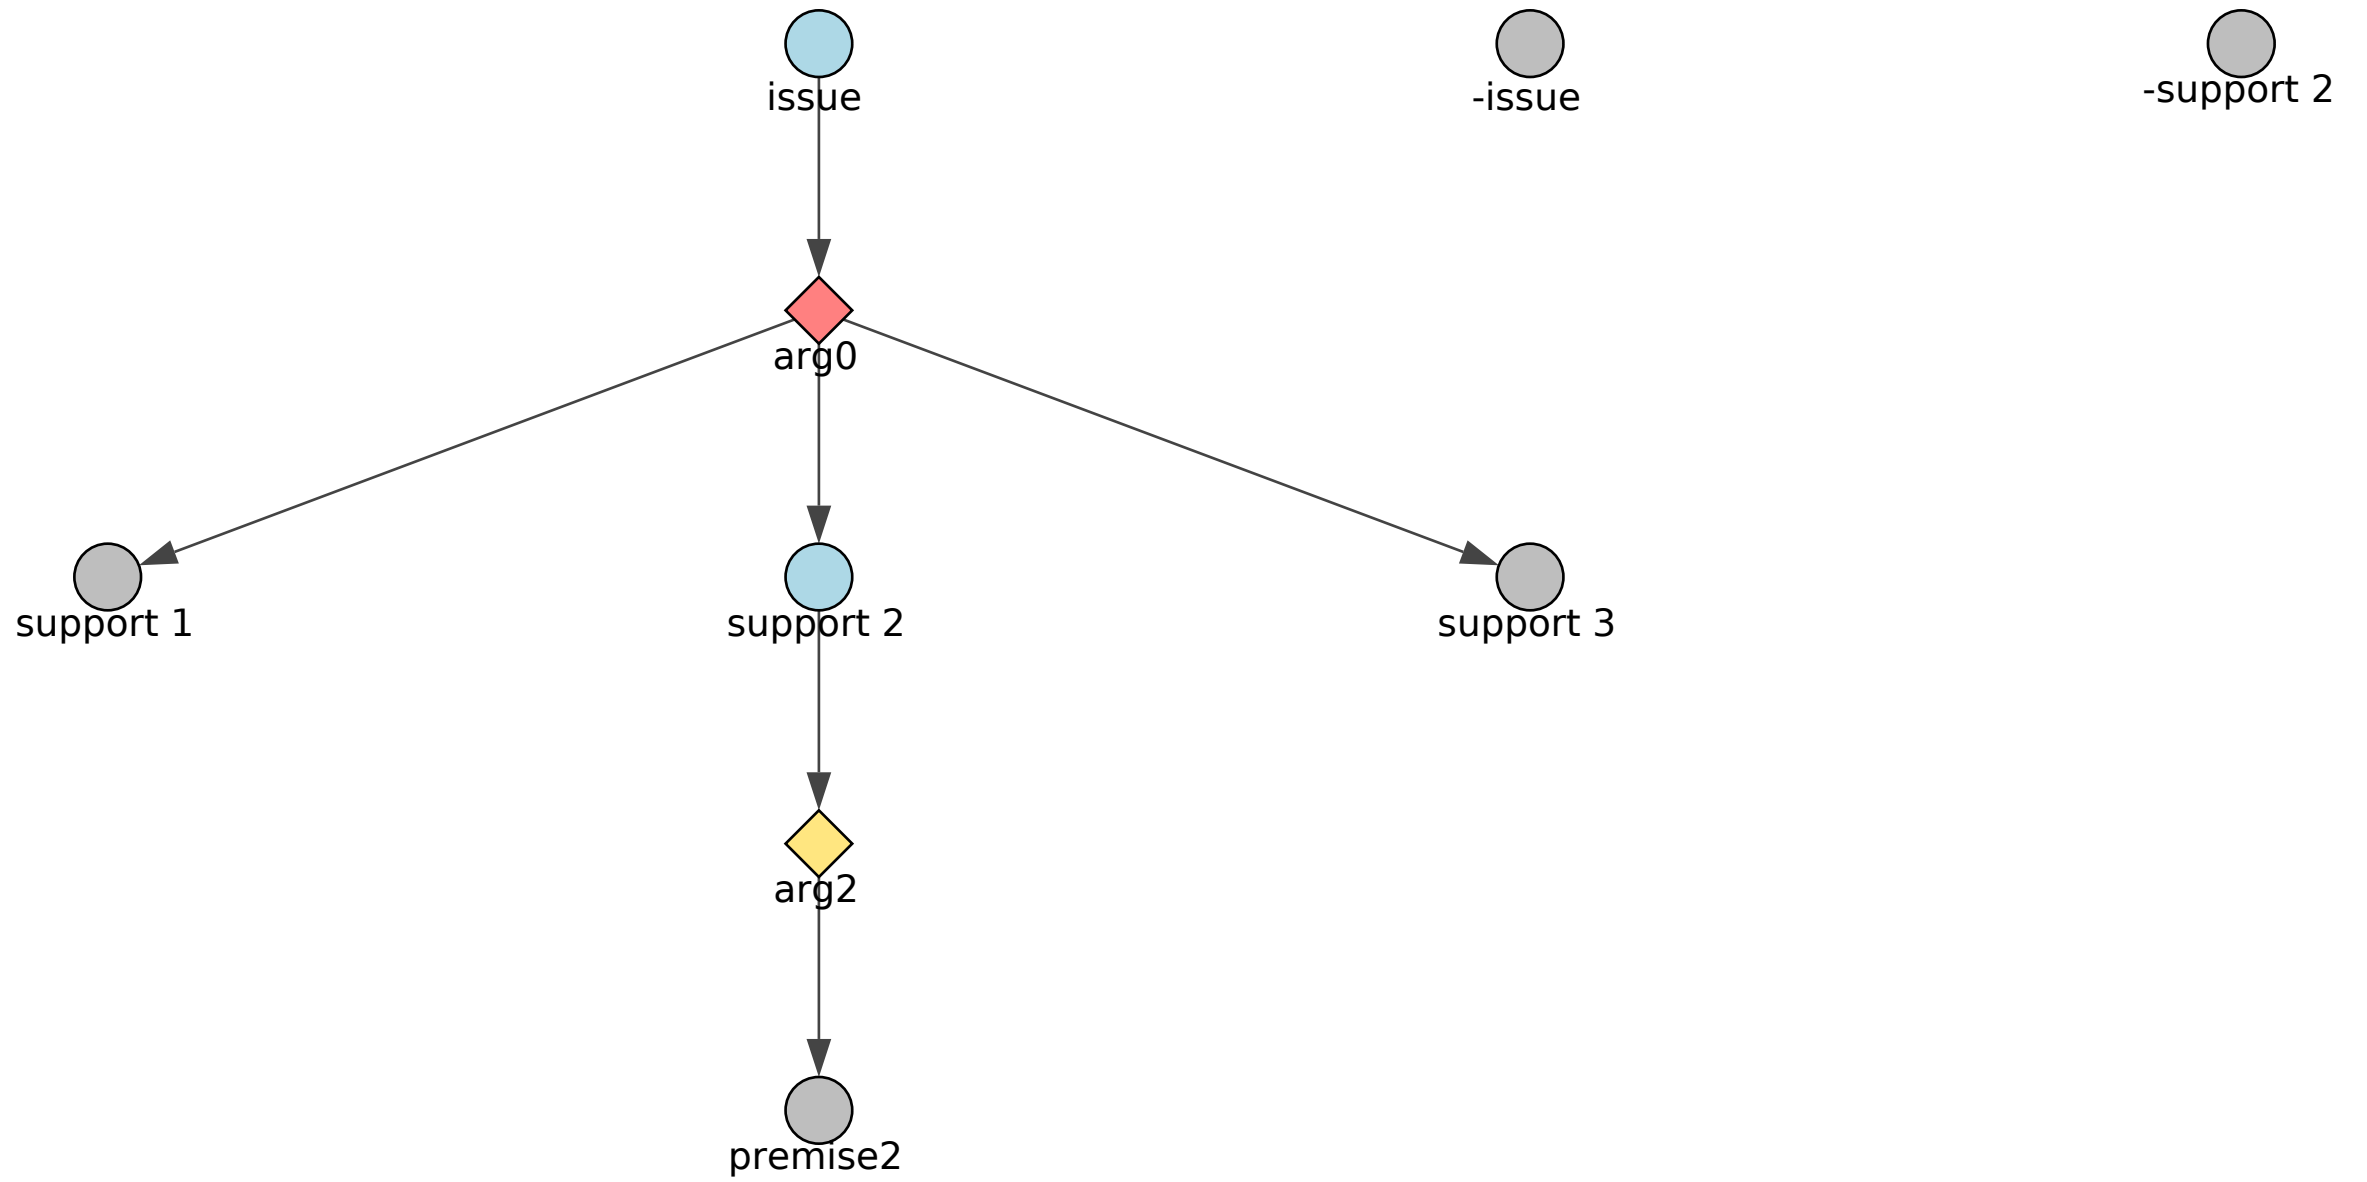 issue
-issue
-support 2
arg0
support 1
support 2
support 3
arg2
premise2